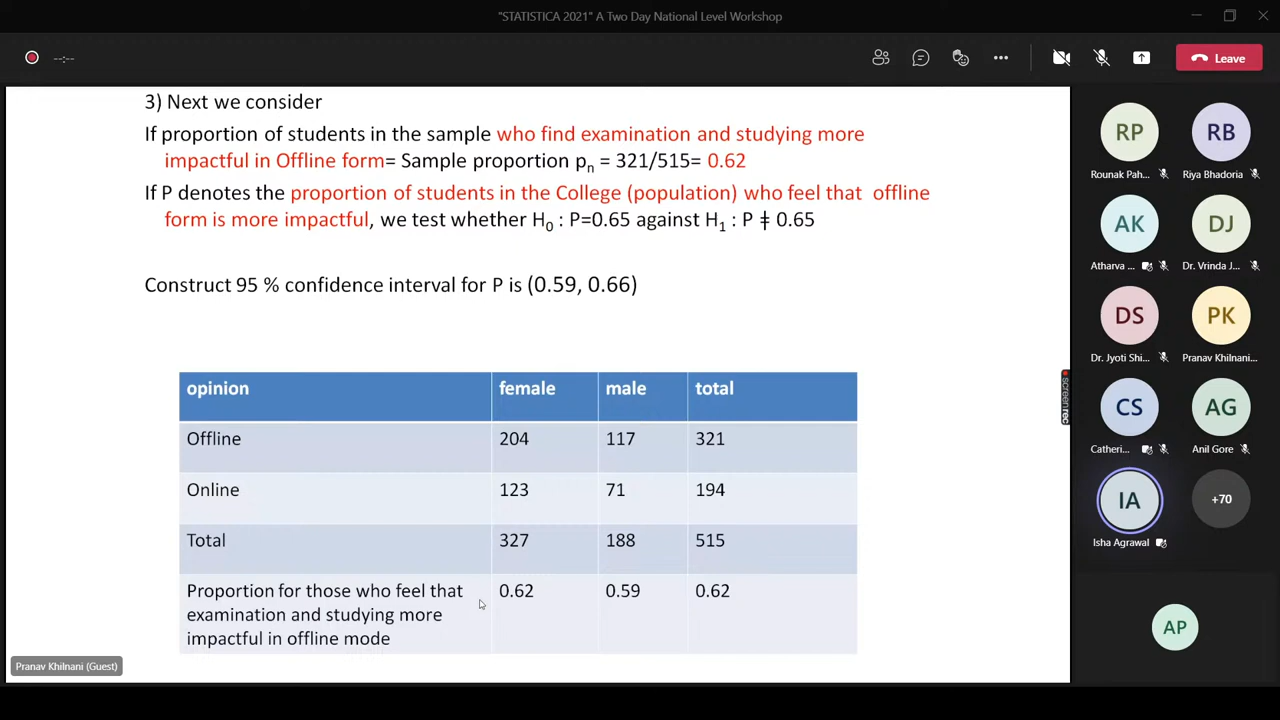 "STATISTICA 2021" A Two Day National Level Workshop
--:--
Leave
3) Next we consider
If proportion of students in the sample who find examination and studying more
impactful in Offline form= Sample proportion pn = 321/515= 0.62
If P denotes the proportion of students in the College (population) who feel that offline
form is more impactful, we test whether H0 : P=0.65 against H1 : P ǂ 0.65
Construct 95 % confidence interval for P is (0.59, 0.66)
opinion female male total
Offline 204 117 321
Online 123 71 194
Total 327 188 515
Proportion for those who feel that 0.62 0.59 0.62
examination and studying more
impactful in offline mode
Pranav Khilnani (Guest)
screenrec
RP RB
Rounak Pah... Riya Bhadoria
AK DJ
Atharva ... Dr. Vrinda J...
DS PK
Dr. Jyoti Shi... Pranav Khilnani...
CS AG
Catheri... Anil Gore
IA +70
Isha Agrawal
AP